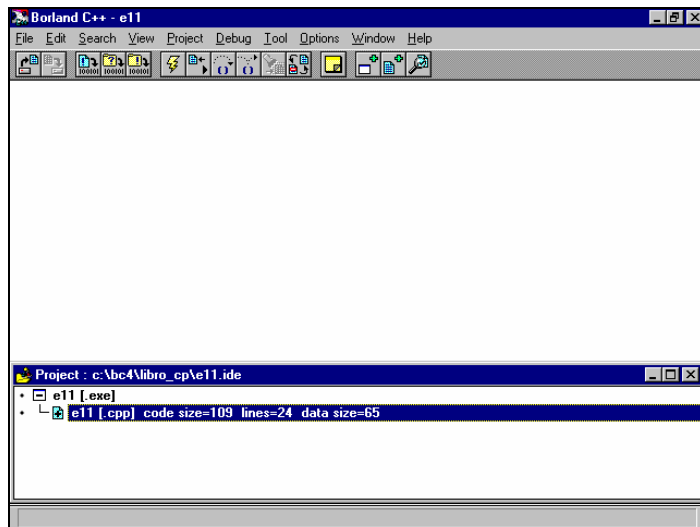 Borland C++ - e11
File Edit Search View Project Debug Tool Options Window Help
Project : c:\bc4\libro_cp\e11.ide
e11 [.exe]
e11 [.cpp] code size=109 lines=24 data size=65